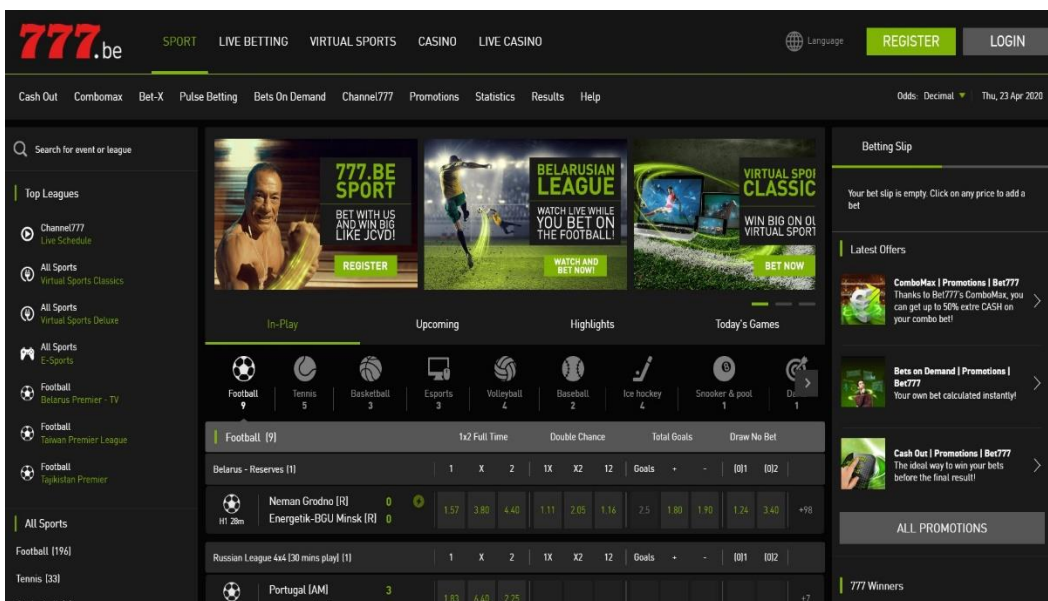 777.be
SPORT LIVE BETTING VIRTUAL SPORTS CASINO LIVE CASINO
Language
REGISTER LOGIN
Cash Out Combomax Bet-X Pulse Betting Bets On Demand Channel777 Promotions Statistics Results Help
Odds: Decimal Thu, 23 Apr 2020
Search for event or league
Top Leagues
Channel777
Live Schedule
All Sports
Virtual Sports Classics
All Sports
Virtual Sports Deluxe
All Sports
E-Sports
Football
Belarus Premier - TV
Football
Taiwan Premier League
Football
Tajikistan Premier
All Sports
Football (196)
Tennis (33)
777.BE
SPORT
BET WITH US
AND WIN BIG
LIKE JCVD!
REGISTER
BELARUSIAN
LEAGUE
WATCH LIVE WHILE
YOU BET ON
THE FOOTBALL!
WATCH AND
BET NOW!
VIRTUAL SPO
CLASSIC
WIN BIG ON OU
VIRTUAL SPORT
BET NOW
In-Play Upcoming Highlights Today's Games
Football Tennis Basketball Esports Volleyball Baseball Ice hockey Snooker & pool
9 5 3 3 4 2 4 1 1
Football (9) 1x2 Full Time Double Chance Total Goals Draw No Bet
Belarus - Reserves (1) 1 X 2 1X X2 12 Goals + - (0)1 (0)2
Neman Grodno [R] 0
Energetik-BGU Minsk [R] 0
H1 28m
1.57 3.80 4.40 1.11 2.05 1.16 2.5 1.80 1.90 1.24 3.40 +98
Russian League 4x4 (30 mins play) (1) 1 X 2 1X X2 12 Goals + - (0)1 (0)2
Portugal (AM) 3
1.83 4.40 2.25 +7
Betting Slip
Your bet slip is empty. Click on any price to add a
bet
Latest Offers
ComboMax | Promotions | Bet777
Thanks to Bet777's ComboMax, you
can get up to 50% extre CASH on
your combo bet!
Bets on Demand | Promotions |
Bet777
Your own bet calculated instantly!
Cash Out | Promotions | Bet777
The ideal way to win your bets
before the final result!
ALL PROMOTIONS
777 Winners